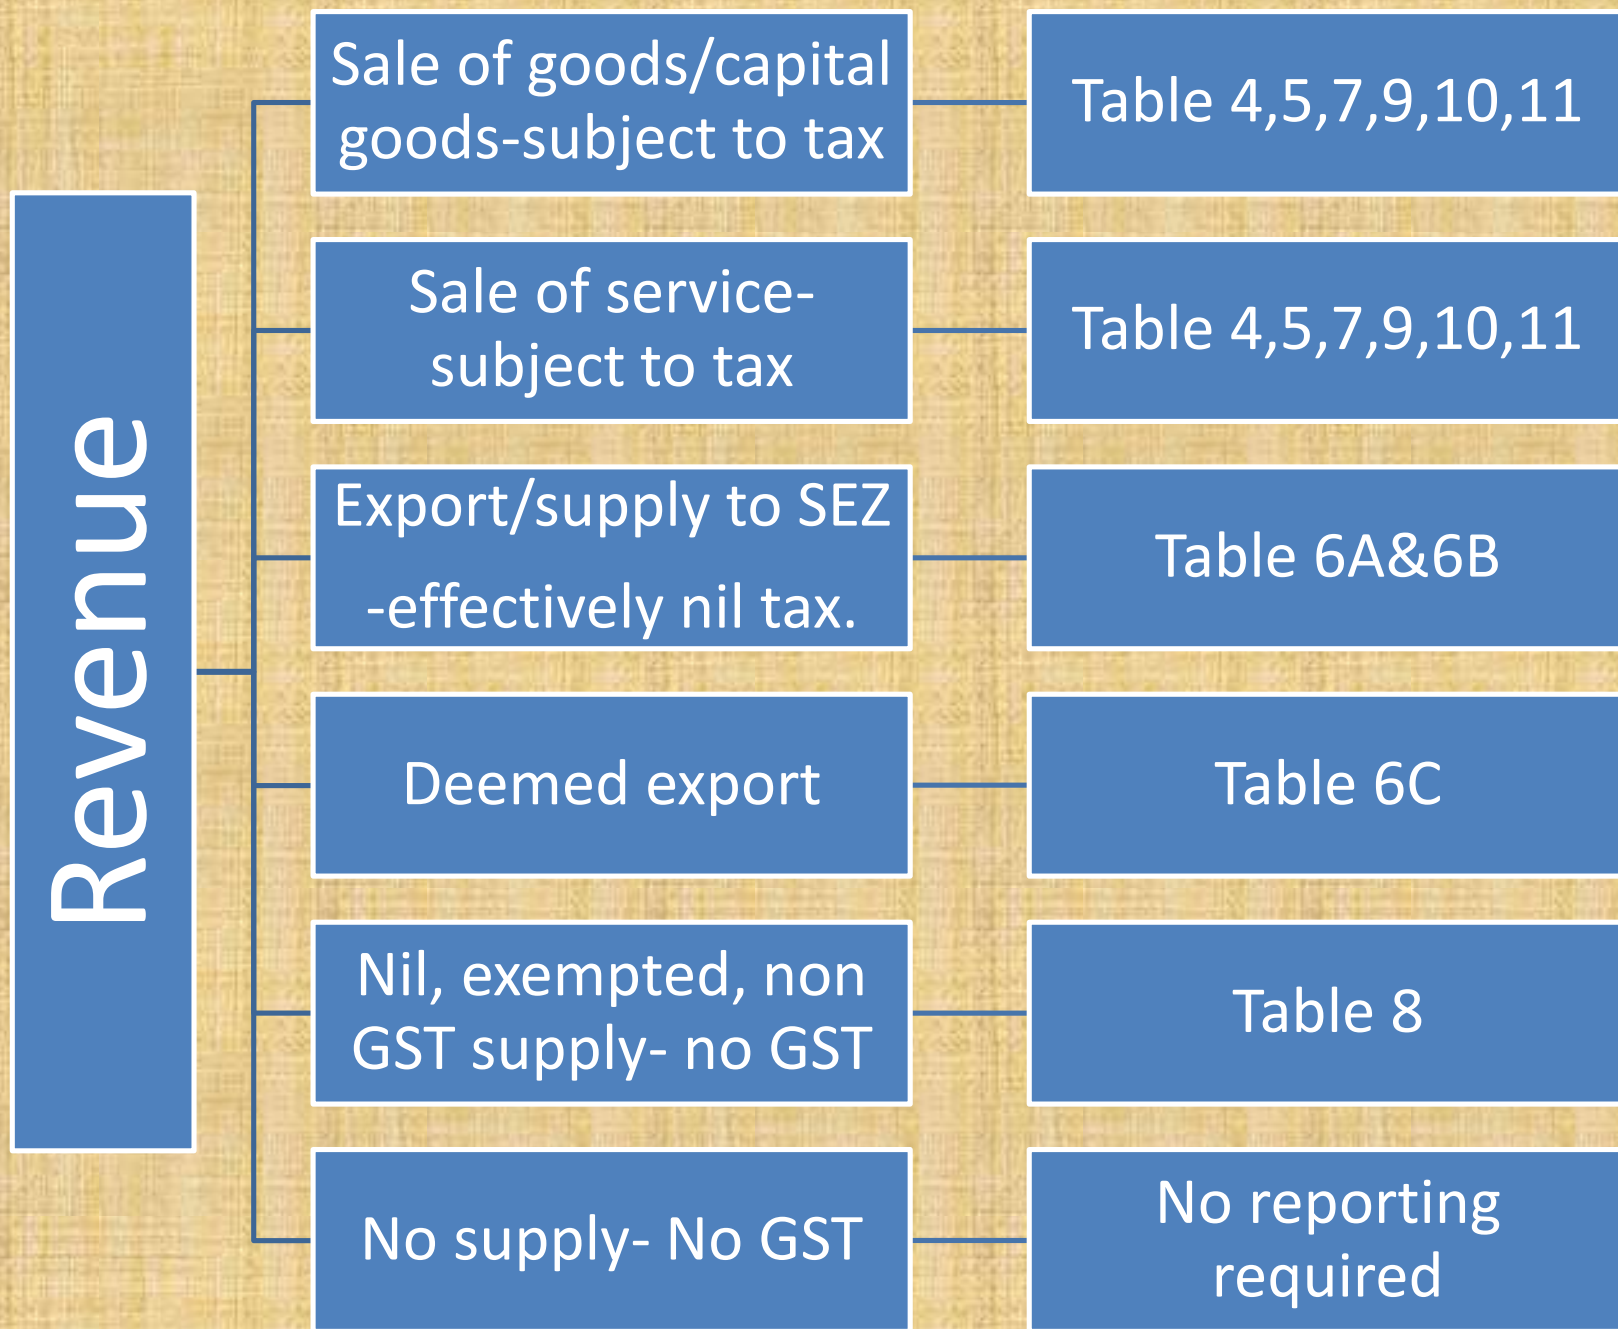 Revenue
Sale of goods/capital
goods-subject to tax
Table 4,5,7,9,10,11
Sale of service-
subject to tax
Table 4,5,7,9,10,11
Export/supply to SEZ
-effectively nil tax.
Table 6A&6B
Deemed export
Table 6C
Nil, exempted, non
GST supply- no GST
Table 8
No supply- No GST
No reporting
required